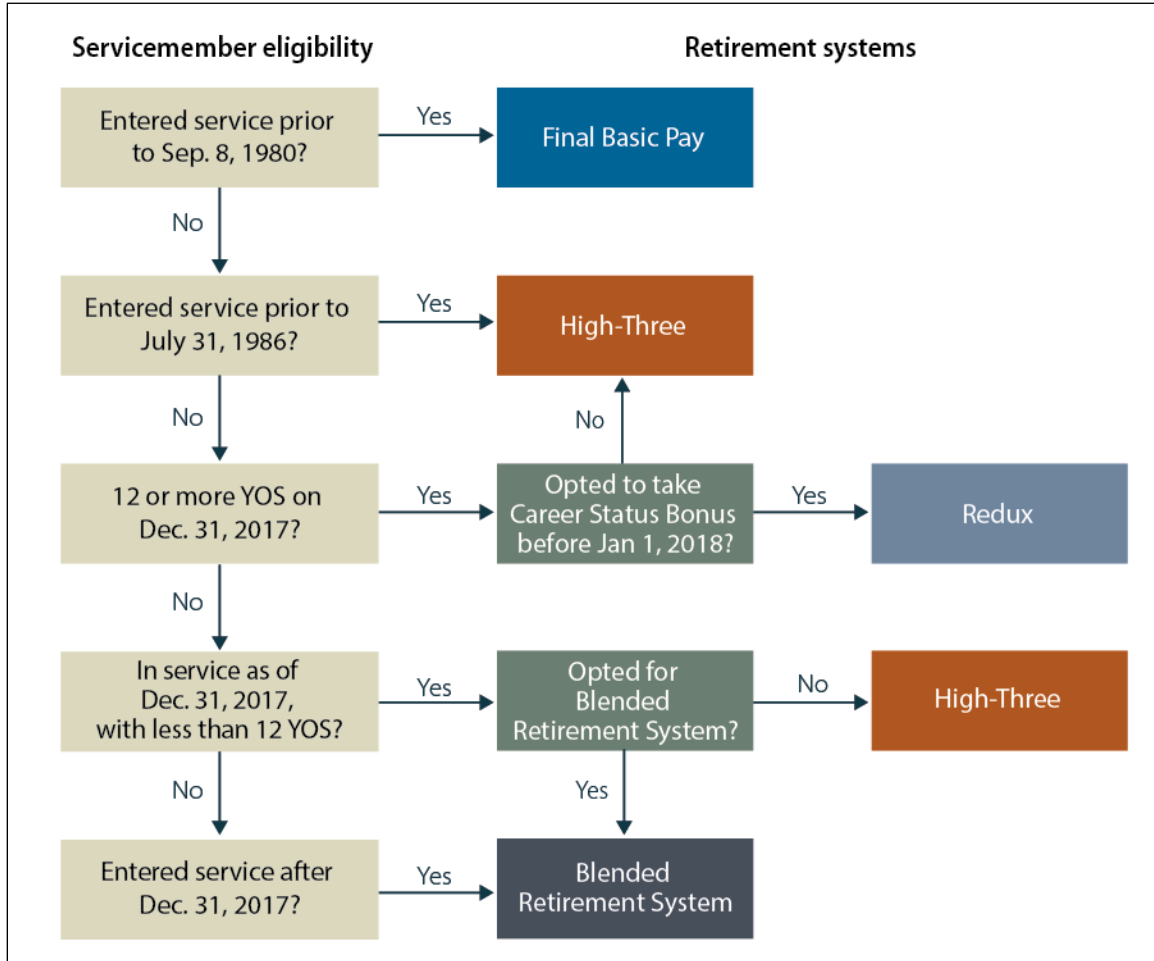 Servicemember eligibility
Retirement systems
Entered service prior
to Sep. 8, 1980?
Yes
Final Basic Pay
No
Entered service prior to
July 31, 1986?
Yes
High-Three
No
No
12 or more YOS on
Dec. 31, 2017?
Yes
Opted to take
Career Status Bonus
before Jan 1, 2018?
Yes
Redux
No
In service as of
Dec. 31, 2017,
with less than 12 YOS?
Yes
Opted for
Blended
Retirement System?
No
High-Three
No
Yes
Entered service after
Dec. 31, 2017?
Yes
Blended
Retirement System